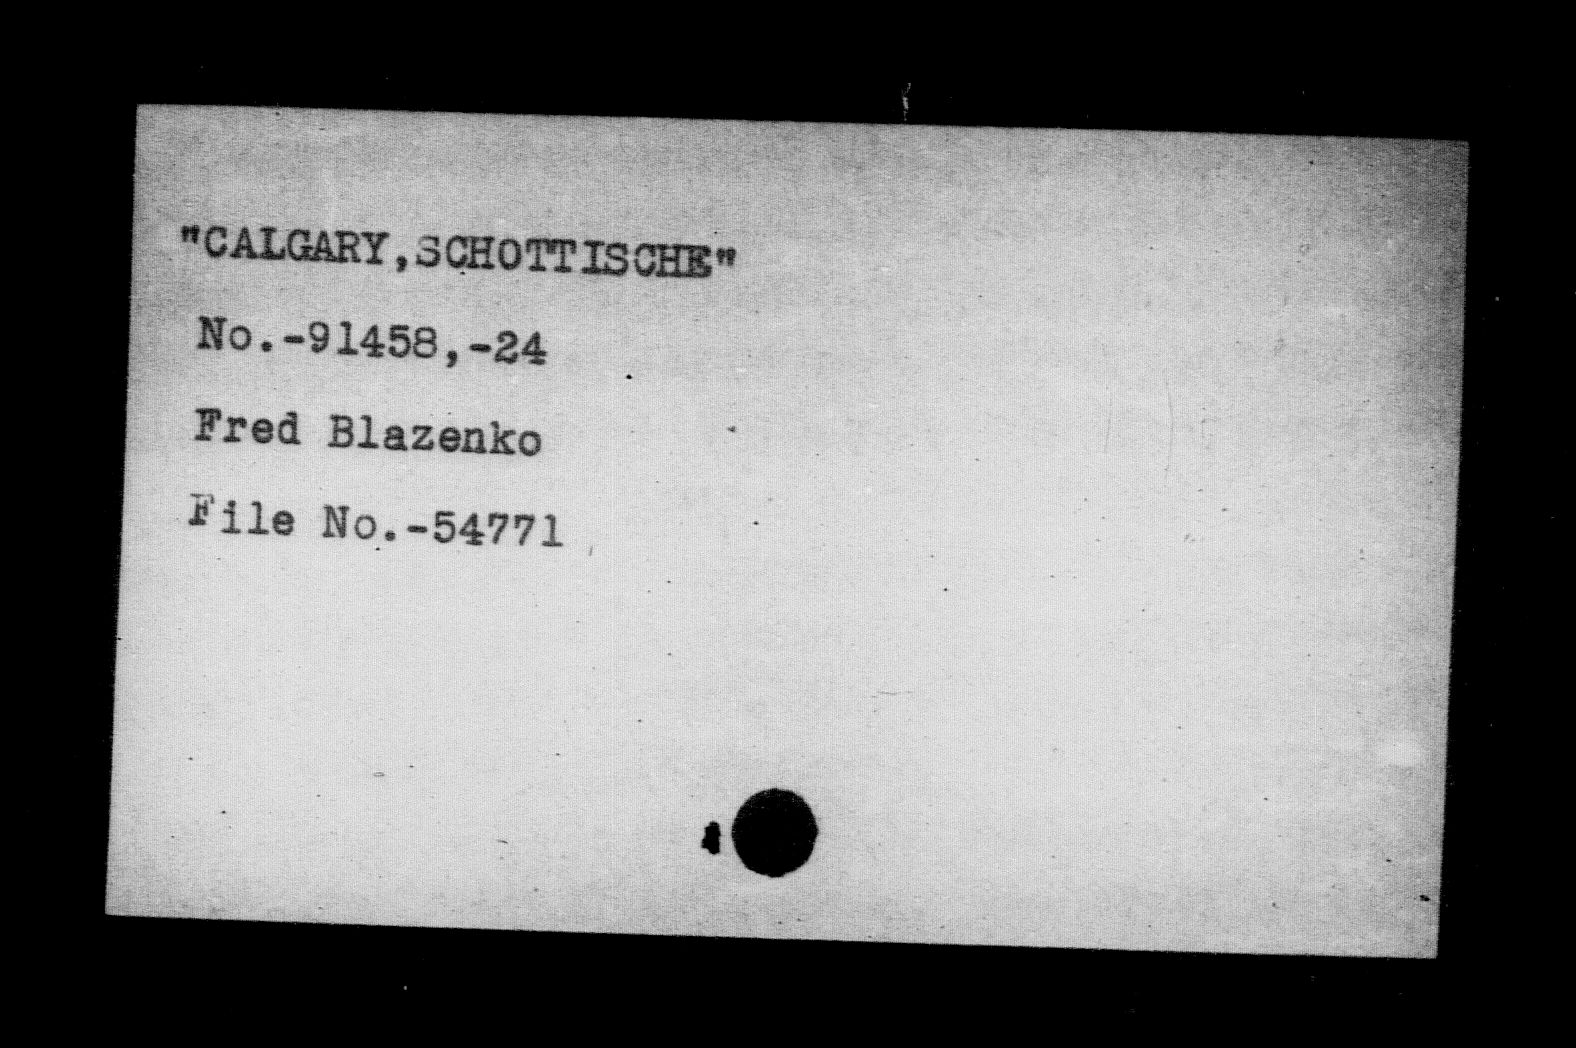 "CALGARY,SCHOTTISCHE"
No.-91458,-24
Fred Blazenko
File No.-54771